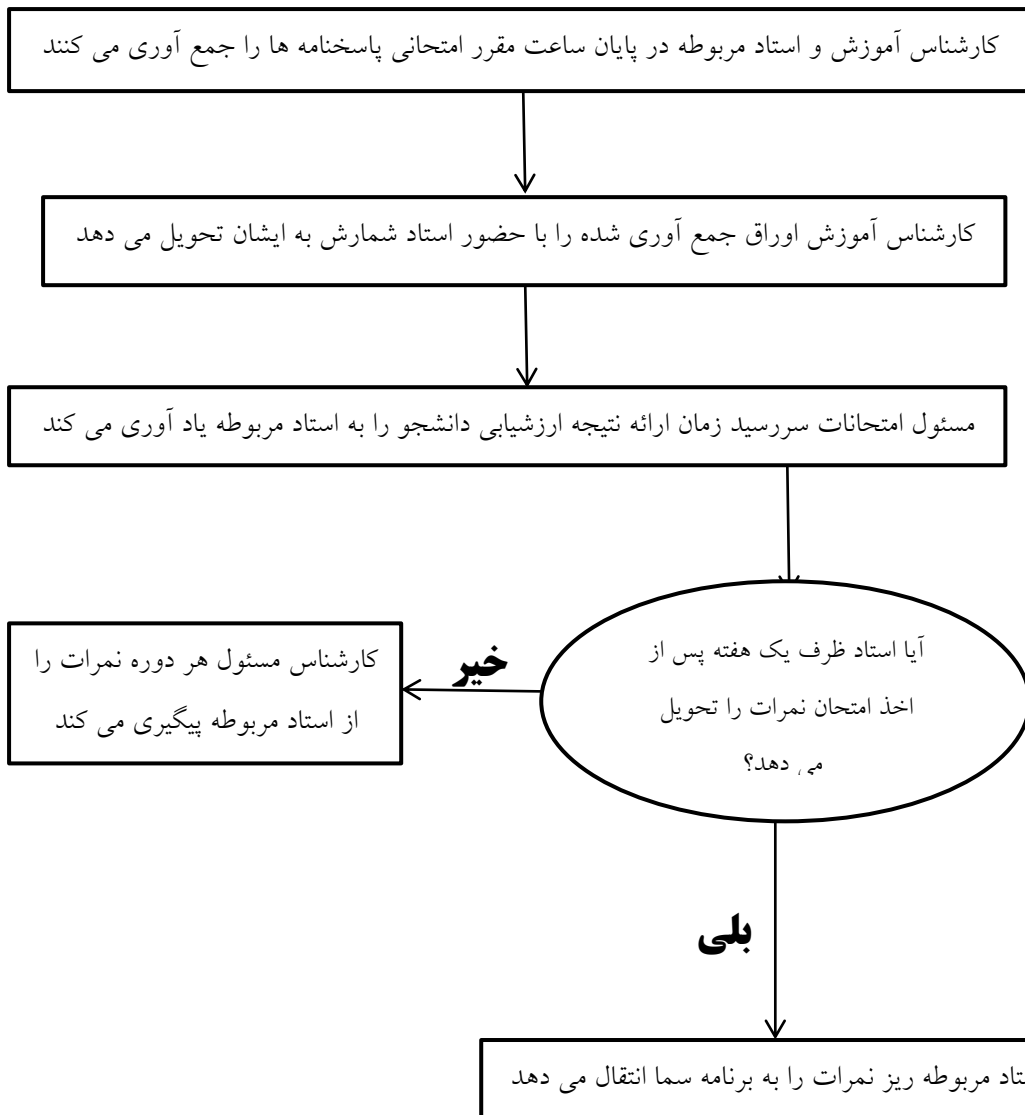 کارشناس آموزش و استاد مربوطه در پایان ساعت مقرر امتحانی پاسخنامه ها را جمع آوری می کنند
کارشناس آموزش اوراق جمع آوری شده را با حضور استاد شمارش به ایشان تحویل می دهد
مسئول امتحانات سررسید زمان ارائه نتیجه ارزشیابی دانشجو را به استاد مربوطه یاد آوری می کند
آیا استاد ظرف یک هفته پس از
اخذ امتحان نمرات را تحویل
می دهد؟
خیر
کارشناس مسئول هر دوره نمرات را
از استاد مربوطه پیگیری می کند
بلی
مربوطه ریز نمرات را به برنامه سما انتقال می دهد